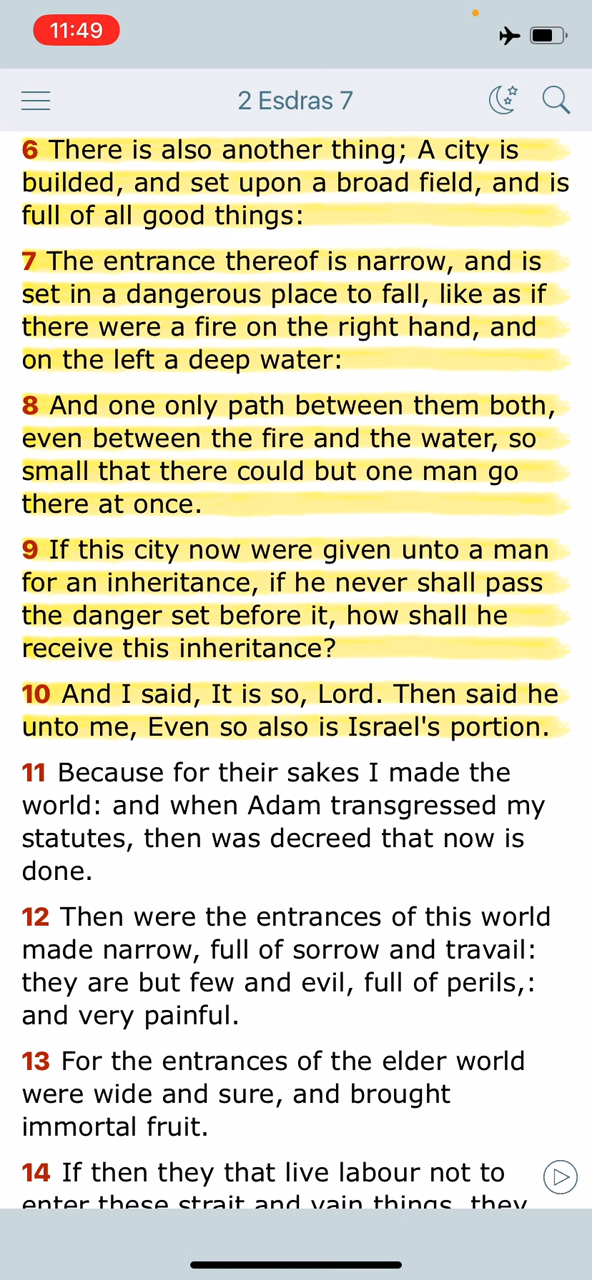 11:49
2 Esdras 7
6 There is also another thing; A city is
builded, and set upon a broad field, and is
full of all good things:
7 The entrance thereof is narrow, and is
set in a dangerous place to fall, like as if
there were a fire on the right hand, and
on the left a deep water:
8 And one only path between them both,
even between the fire and the water, so
small that there could but one man go
there at once.
9 If this city now were given unto a man
for an inheritance, if he never shall pass
the danger set before it, how shall he
receive this inheritance?
10 And I said, It is so, Lord. Then said he
unto me, Even so also is Israel's portion.
11 Because for their sakes I made the
world: and when Adam transgressed my
statutes, then was decreed that now is
done.
12 Then were the entrances of this world
made narrow, full of sorrow and travail:
they are but few and evil, full of perils,:
and very painful.
13 For the entrances of the elder world
were wide and sure, and brought
immortal fruit.
14 If then they that live labour not to
enter these strait and vain things, they